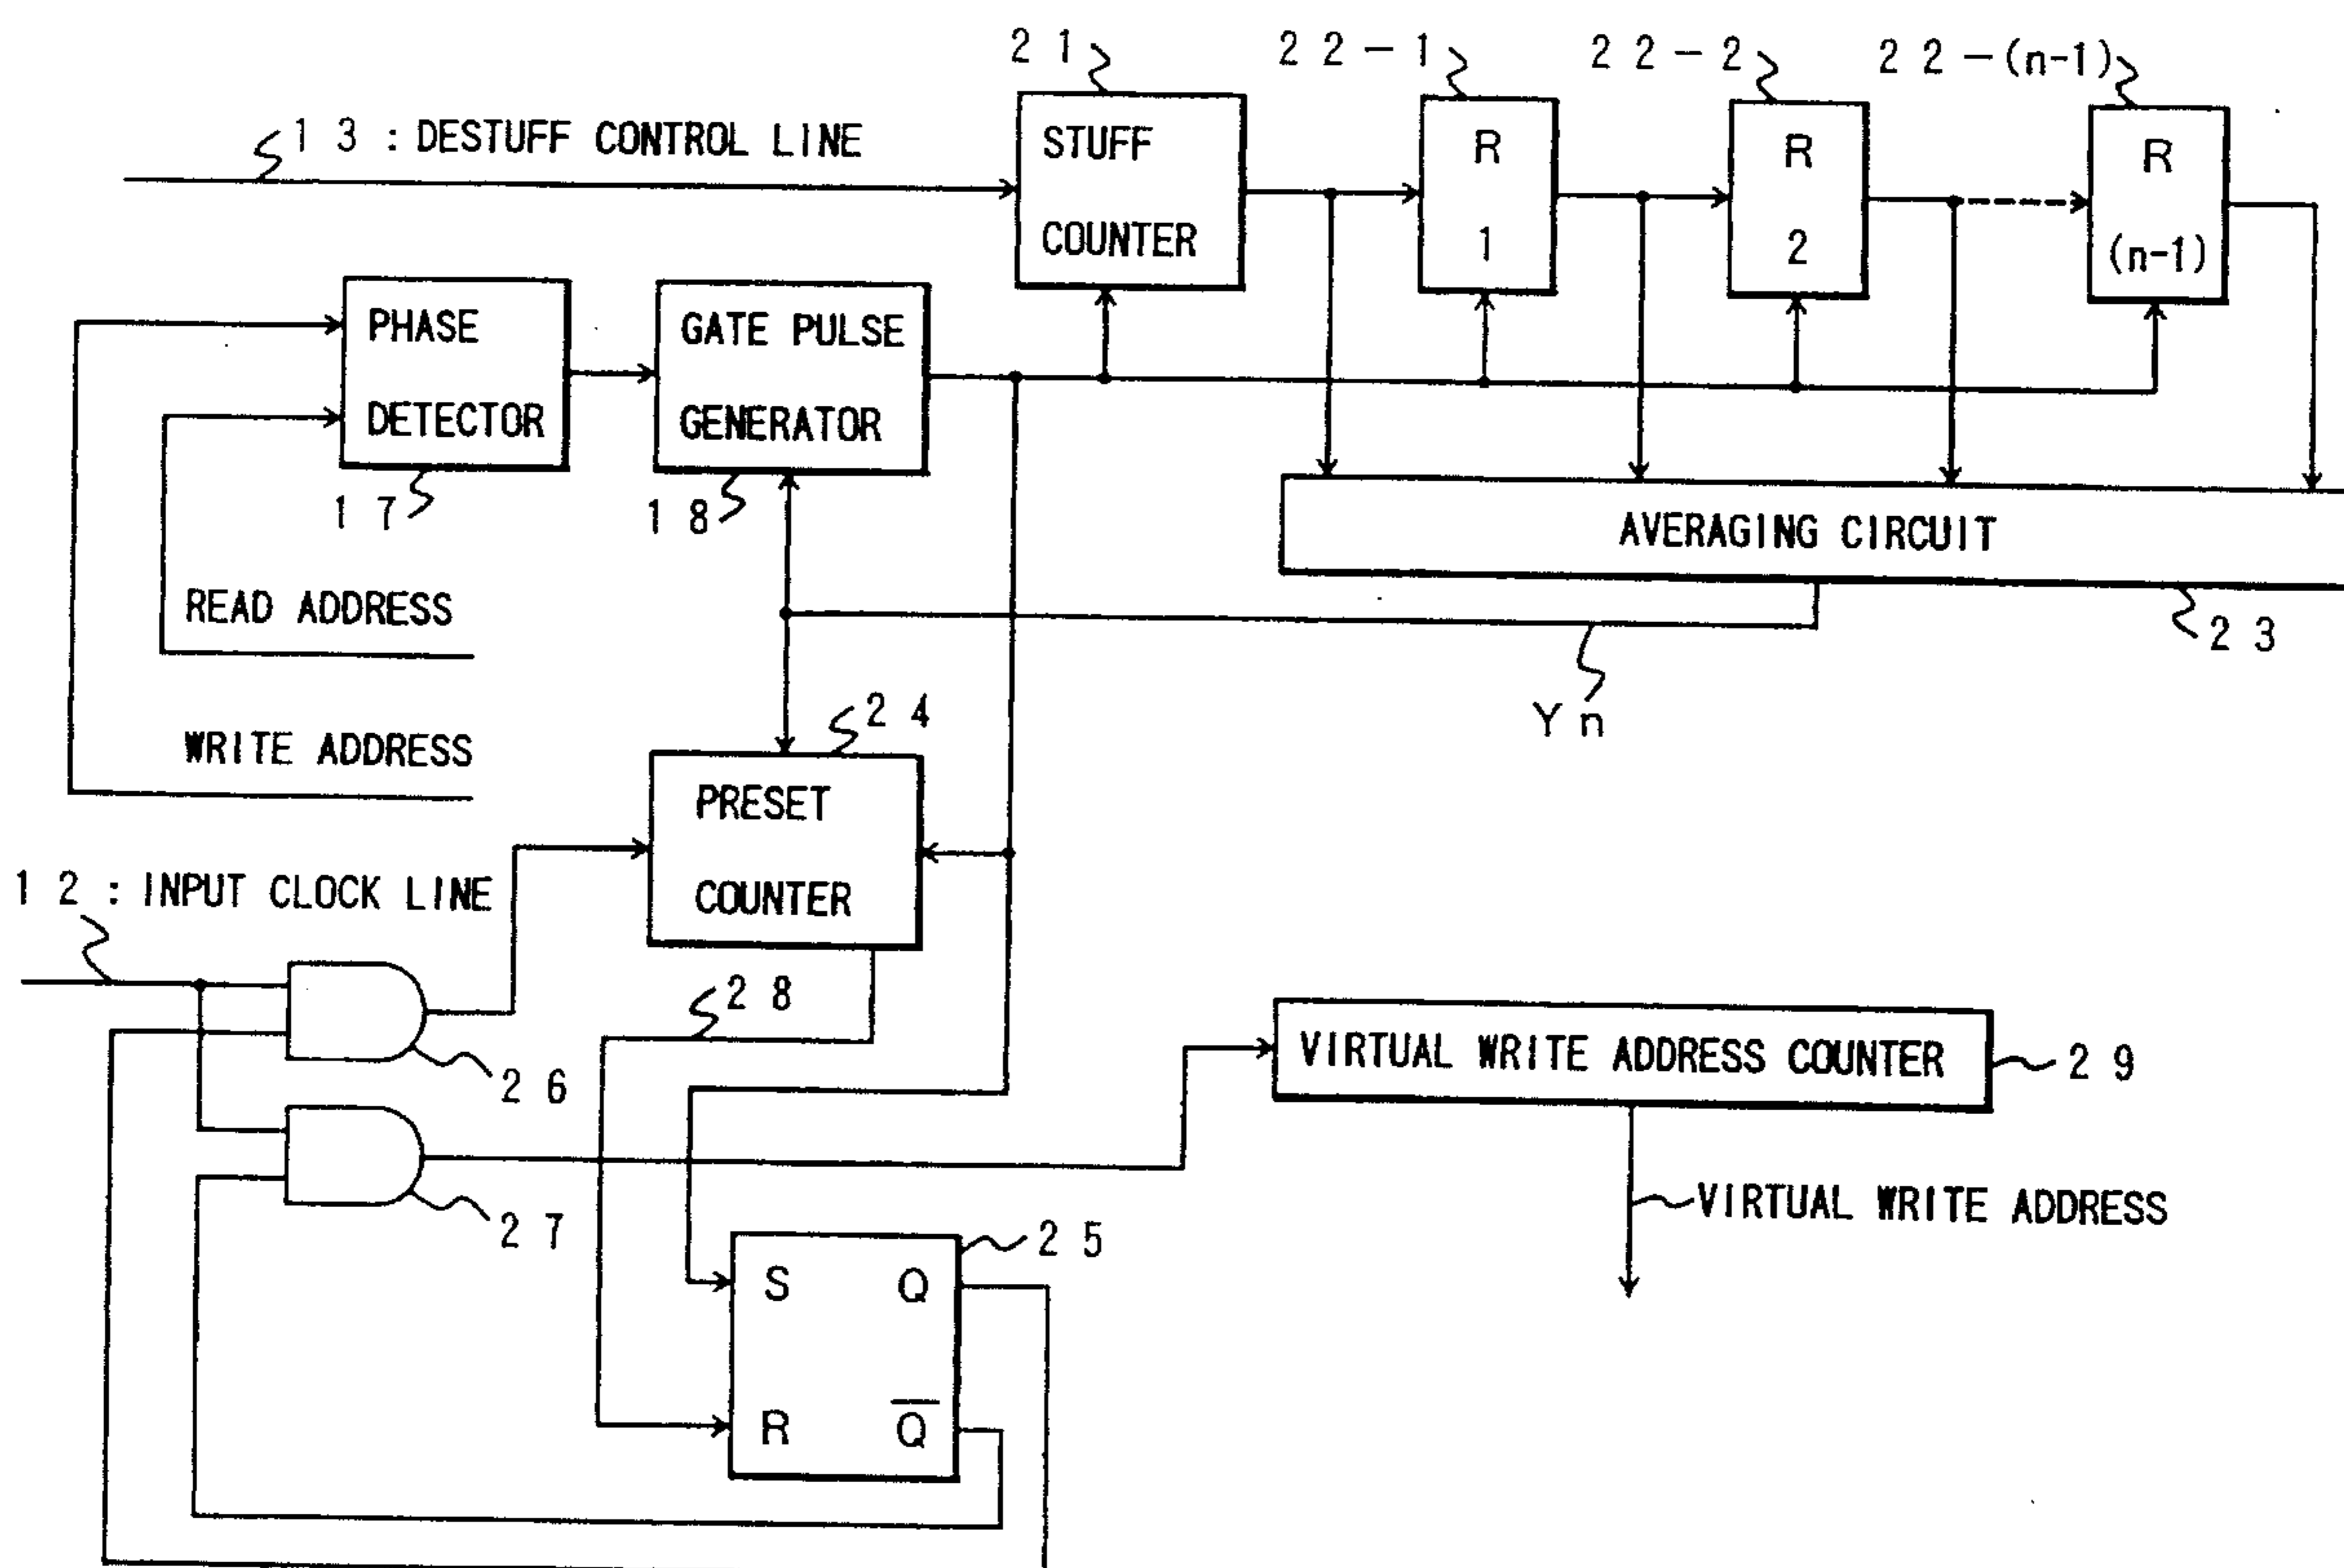 21
22-1
22-2
22-(n-1)
13 : DESTUFF CONTROL LINE
STUFF
COUNTER
R
1
R
2
R
(n-1)
PHASE
DETECTOR
17
GATE PULSE
GENERATOR
18
AVERAGING CIRCUIT
23
READ ADDRESS
Yn
WRITE ADDRESS
24
PRESET
COUNTER
12 : INPUT CLOCK LINE
28
26
VIRTUAL WRITE ADDRESS COUNTER
29
27
VIRTUAL WRITE ADDRESS
25
S Q
R Q̅